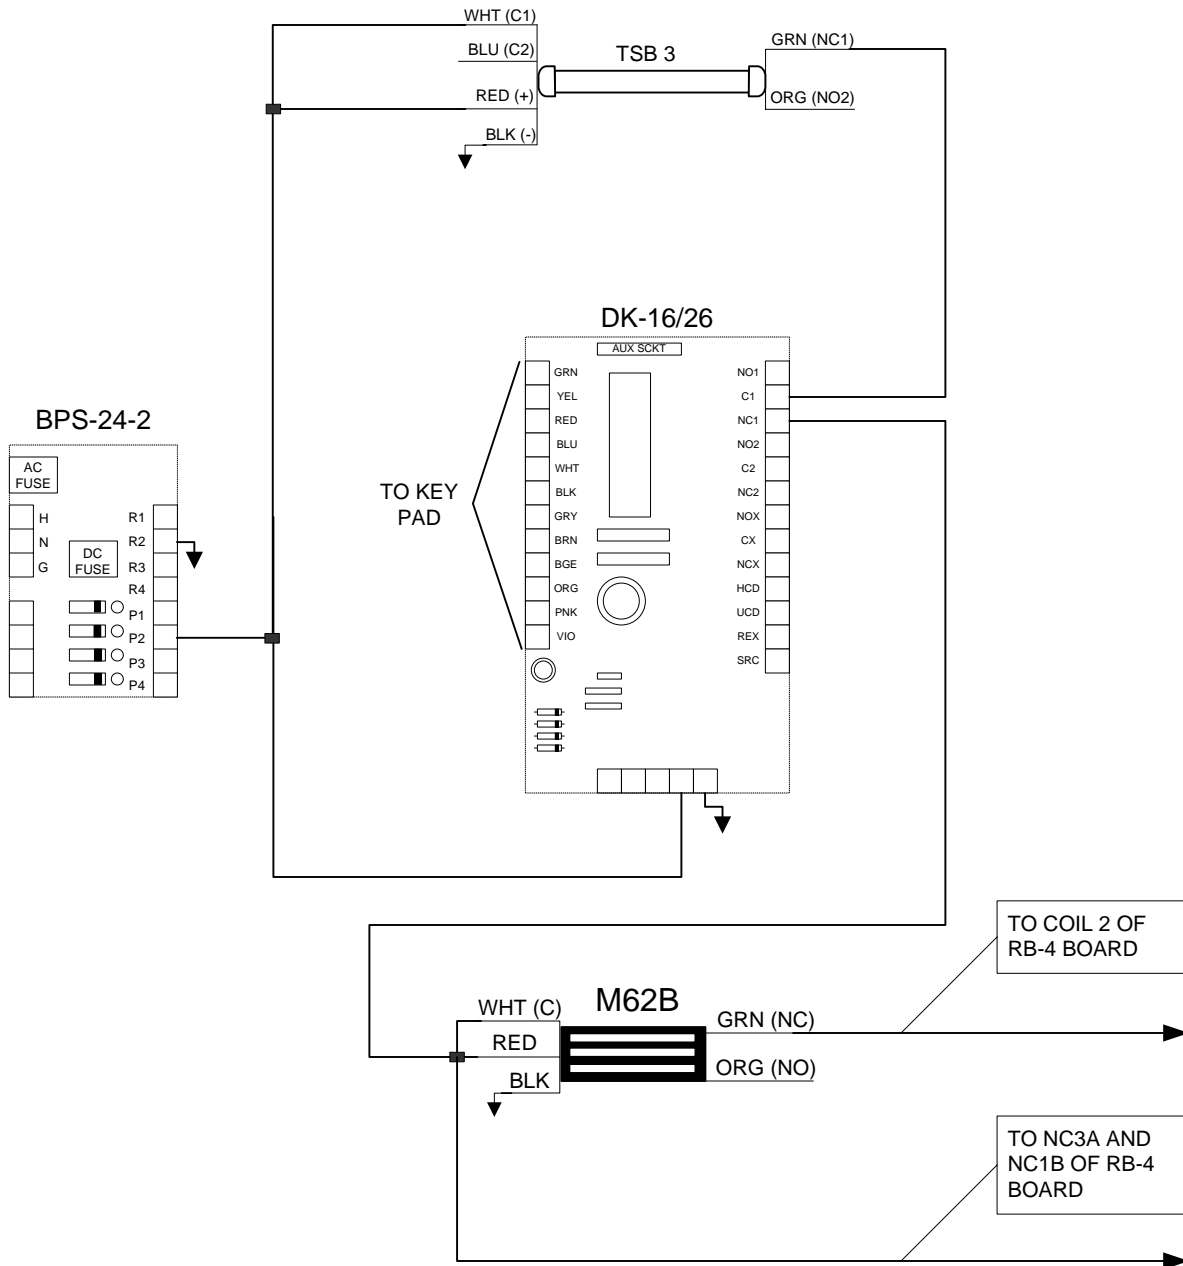 WHT (C1)
BLU (C2)
RED (+)
BLK (-)
TSB 3
GRN (NC1)
ORG (NO2)
DK-16/26
AUX SCKT
GRN
YEL
RED
BLU
WHT
BLK
GRY
BRN
BGE
ORG
PNK
VIO
NO1
C1
NC1
NO2
C2
NC2
NOX
CX
NCX
HCD
UCD
REX
SRC
TO KEY
PAD
BPS-24-2
AC
FUSE
H
N
G
DC
FUSE
R1
R2
R3
R4
P1
P2
P3
P4
TO COIL 2 OF
RB-4 BOARD
M62B
WHT (C)
RED
BLK
GRN (NC)
ORG (NO)
TO NC3A AND
NC1B OF RB-4
BOARD